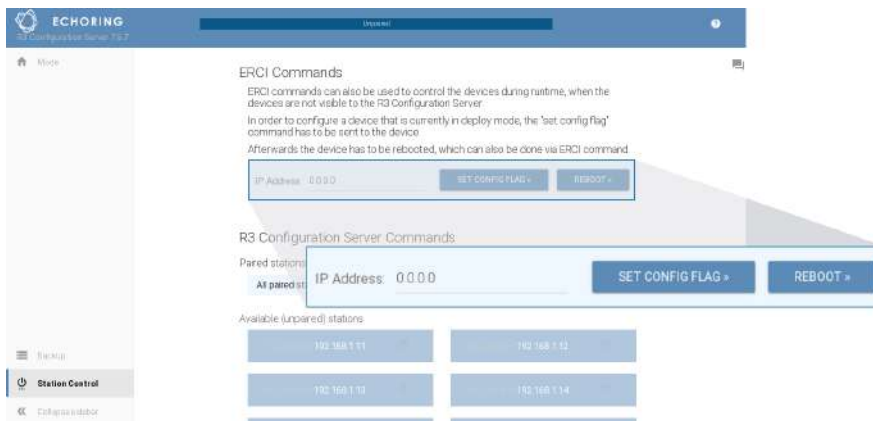 ECHORING
R3 Configuration Server 7.6.7
Unpaired
?
Mode
ERCI Commands
ERCI commands can also be used to control the devices during runtime, when the
devices are not visible to the R3 Configuration Server
In order to configure a device that is currently in deploy mode, the "set config flag"
command has to be sent to the device
Afterwards the device has to be rebooted, which can also be done via ERCI command
IP Address: 0.0.0.0
SET CONFIG FLAG »
REBOOT »
R3 Configuration Server Commands
Paired stations
All paired st
IP Address: 0.0.0.0
SET CONFIG FLAG »
REBOOT »
Available (unpaired) stations
192.168.1.11
192.168.1.12
192.168.1.13
192.168.1.14
Backup
Station Control
Collapse sidebar